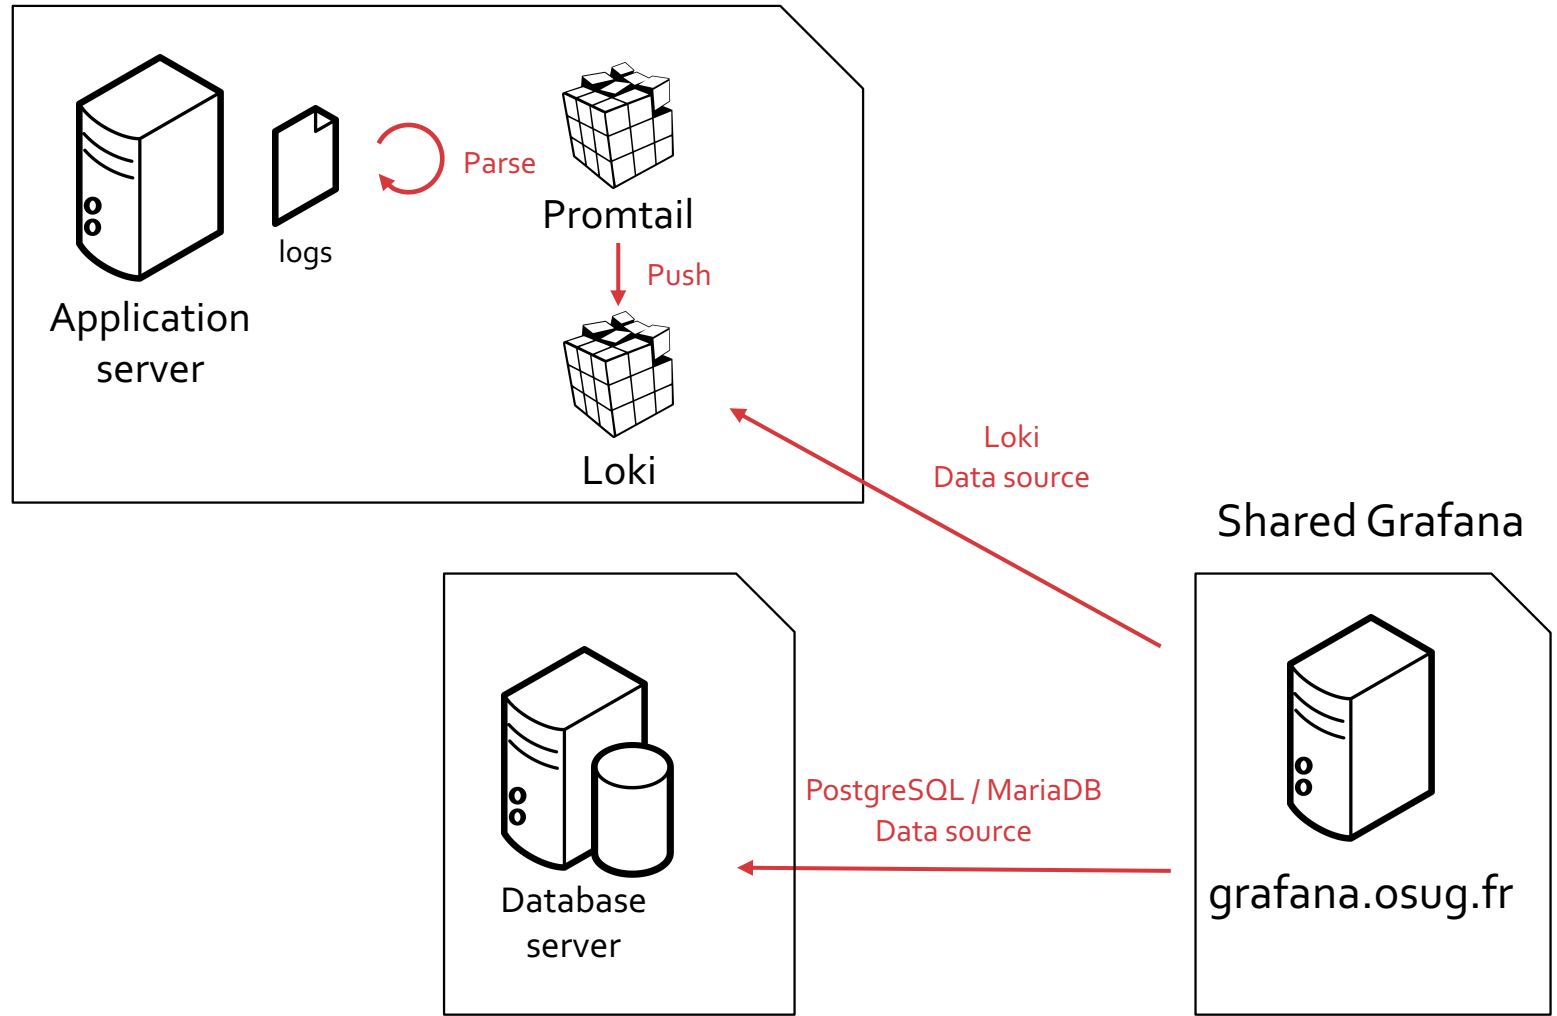 Parse
Promtail
logs
Push
Application
server
Loki
Loki
Data source
Shared Grafana
PostgreSQL / MariaDB
Data source
Database
server
grafana.osug.fr